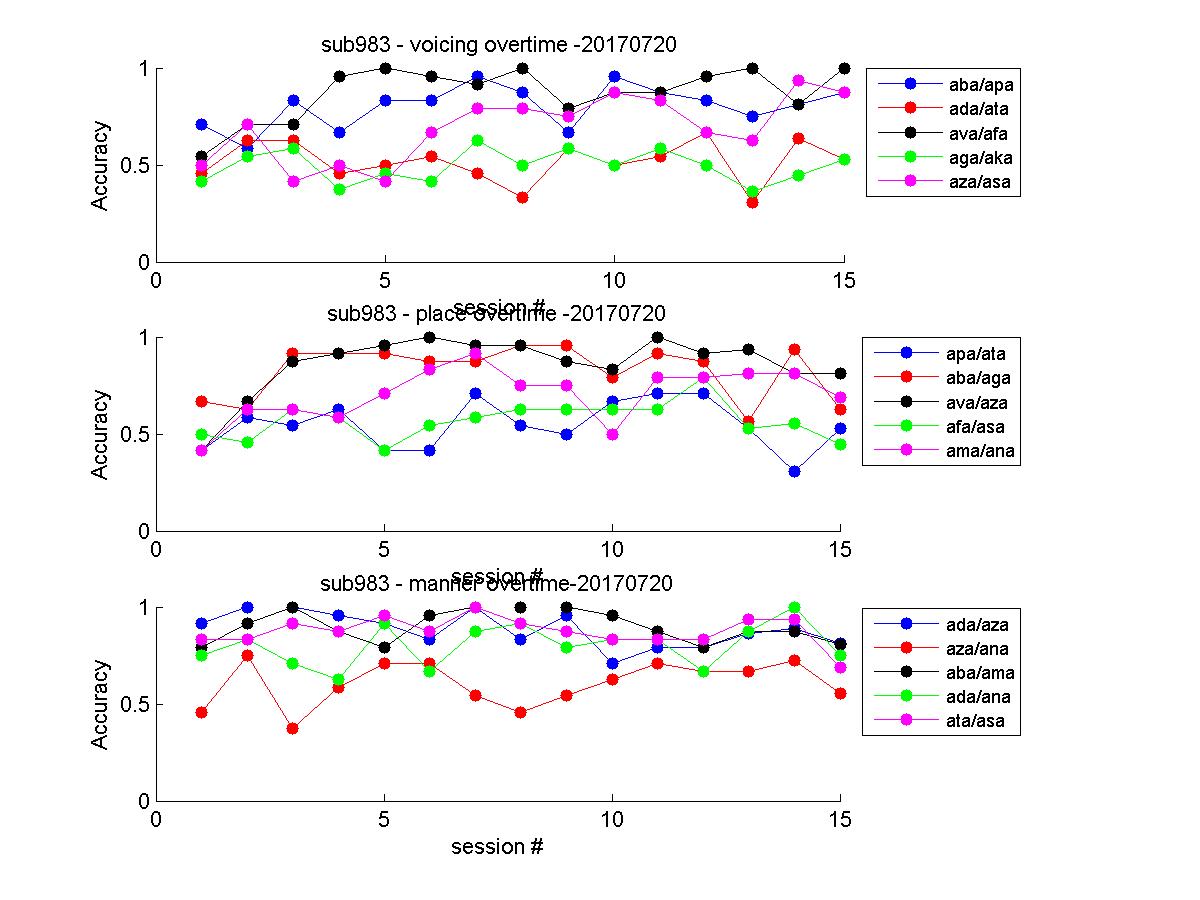 sub983 - voicing overtime -20170720
1
0.5
0
Accuracy
0
5
10
15
session #
aba/apa
ada/ata
ava/afa
aga/aka
aza/asa
sub983 - place overtime -20170720
1
0.5
0
Accuracy
0
5
10
15
session #
apa/ata
aba/aga
ava/aza
afa/asa
ama/ana
sub983 - manner overtime-20170720
1
0.5
0
Accuracy
0
5
10
15
session #
ada/aza
aza/ana
aba/ama
ada/ana
ata/asa